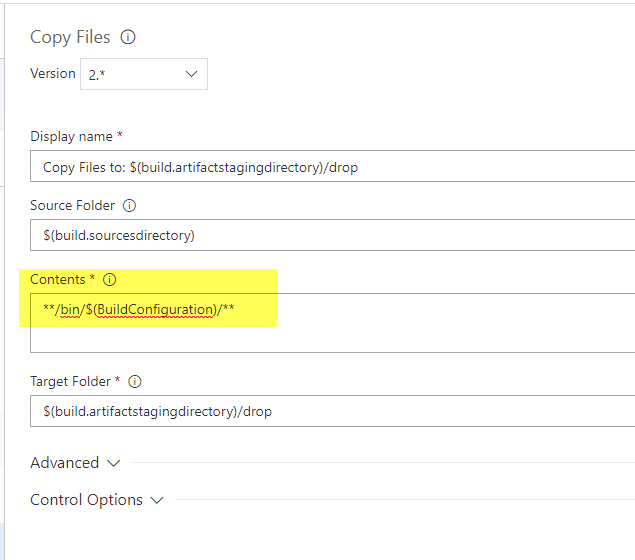 Copy Files
Version 2.*
Display name *
Copy Files to: $(build.artifactstagingdirectory)/drop
Source Folder
$(build.sourcesdirectory)
Contents *
**/bin/$(BuildConfiguration)/**
Target Folder *
$(build.artifactstagingdirectory)/drop
Advanced
Control Options